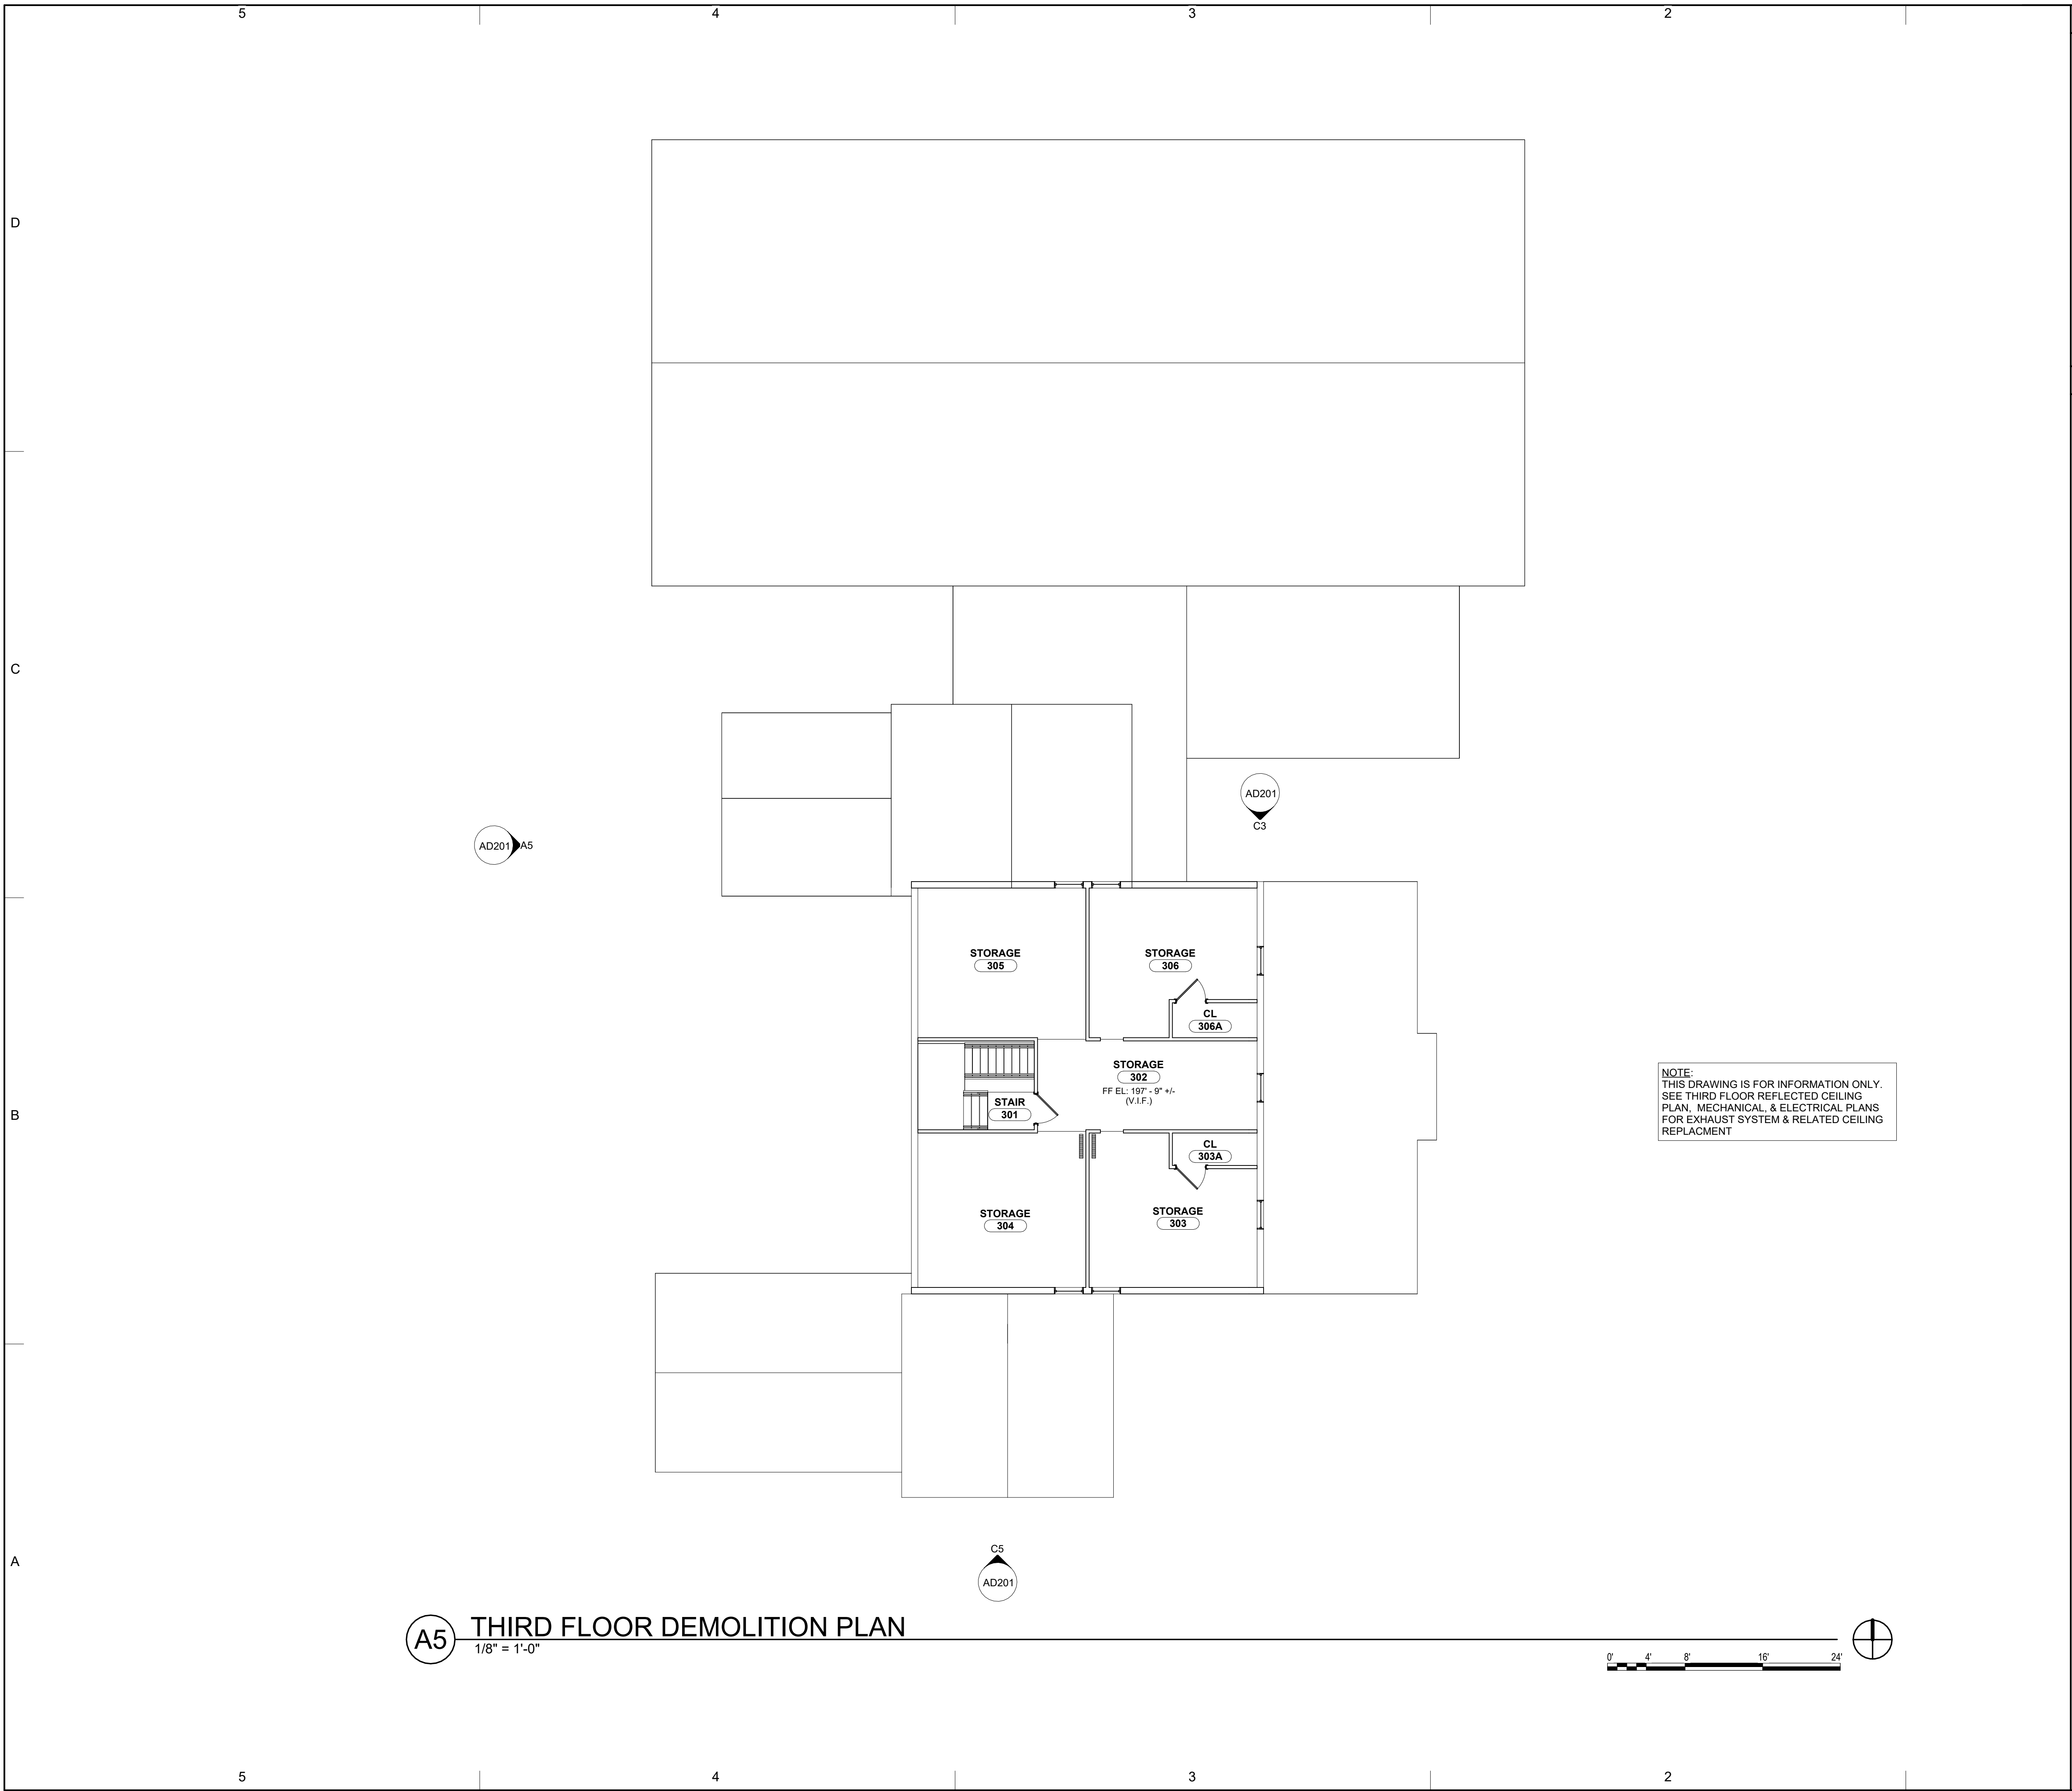 5 4 3 2
D
C
B
A
AD201
C3
AD201 A5
STORAGE
305
STORAGE
306
CL
306A
STORAGE
302
FF EL: 197' - 9" +/-
(V.I.F.)
STAIR
301
CL
303A
STORAGE
304
STORAGE
303
NOTE:
THIS DRAWING IS FOR INFORMATION ONLY.
SEE THIRD FLOOR REFLECTED CEILING
PLAN, MECHANICAL, & ELECTRICAL PLANS
FOR EXHAUST SYSTEM & RELATED CEILING
REPLACMENT
C5
AD201
A5
THIRD FLOOR DEMOLITION PLAN
1/8" = 1'-0"
0' 4' 8' 16' 24'
5 4 3 2